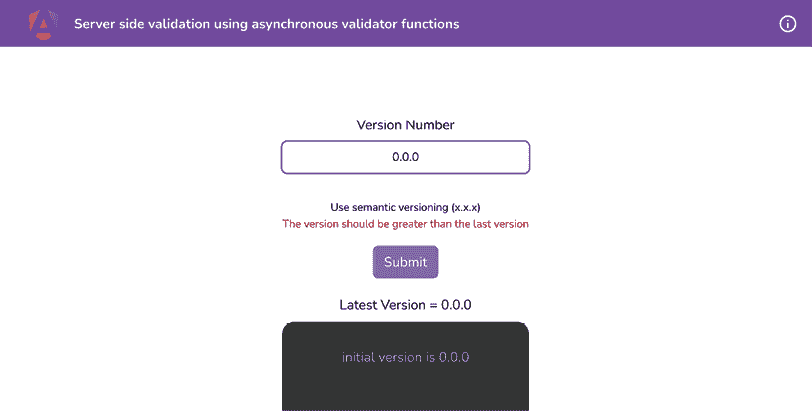 Server side validation using asynchronous validator functions
Version Number
0.0.0
Use semantic versioning (x.x.x)
The version should be greater than the last version
Submit
Latest Version = 0.0.0
initial version is 0.0.0